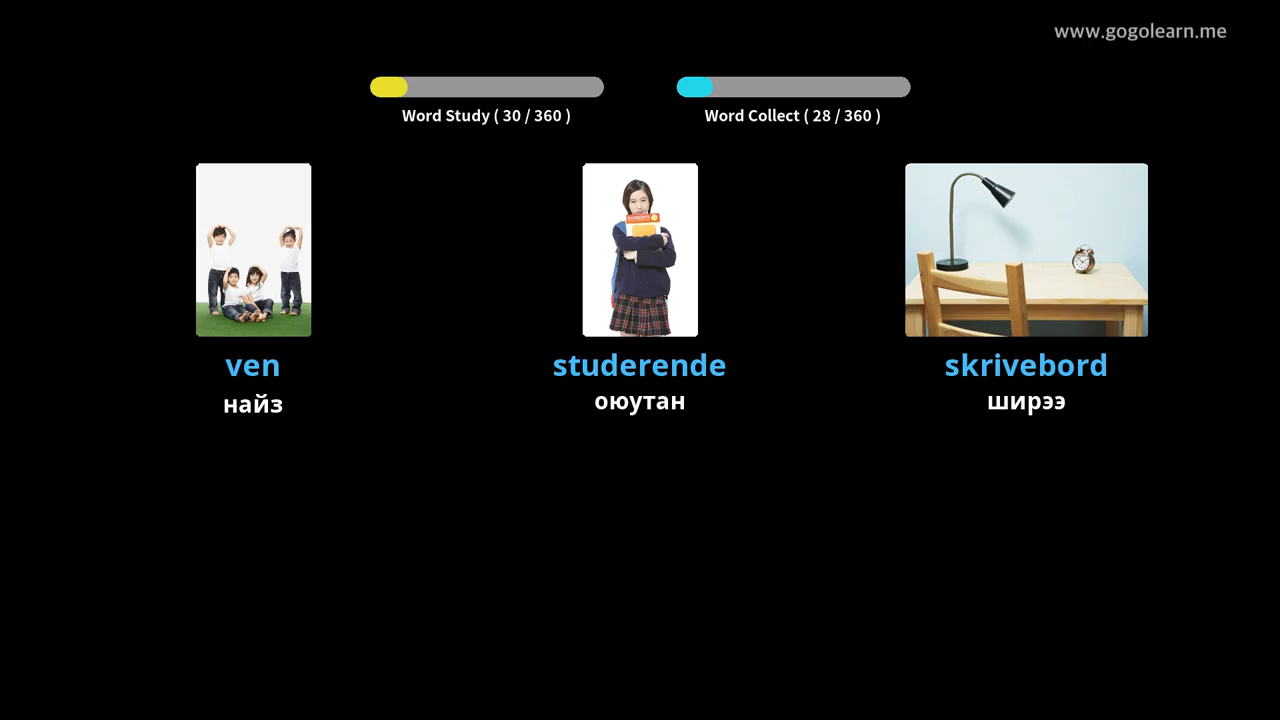 www.gogolearn.me
Word Study ( 30 / 360 )
Word Collect ( 28 / 360 )
ven
studerende
skrivebord
найз
оюутан
ширээ